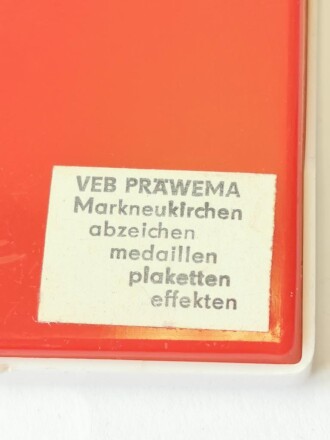 VEB PRÄWEMA
Markneukirchen
abzeichen
medaillen
plaketten
effekten